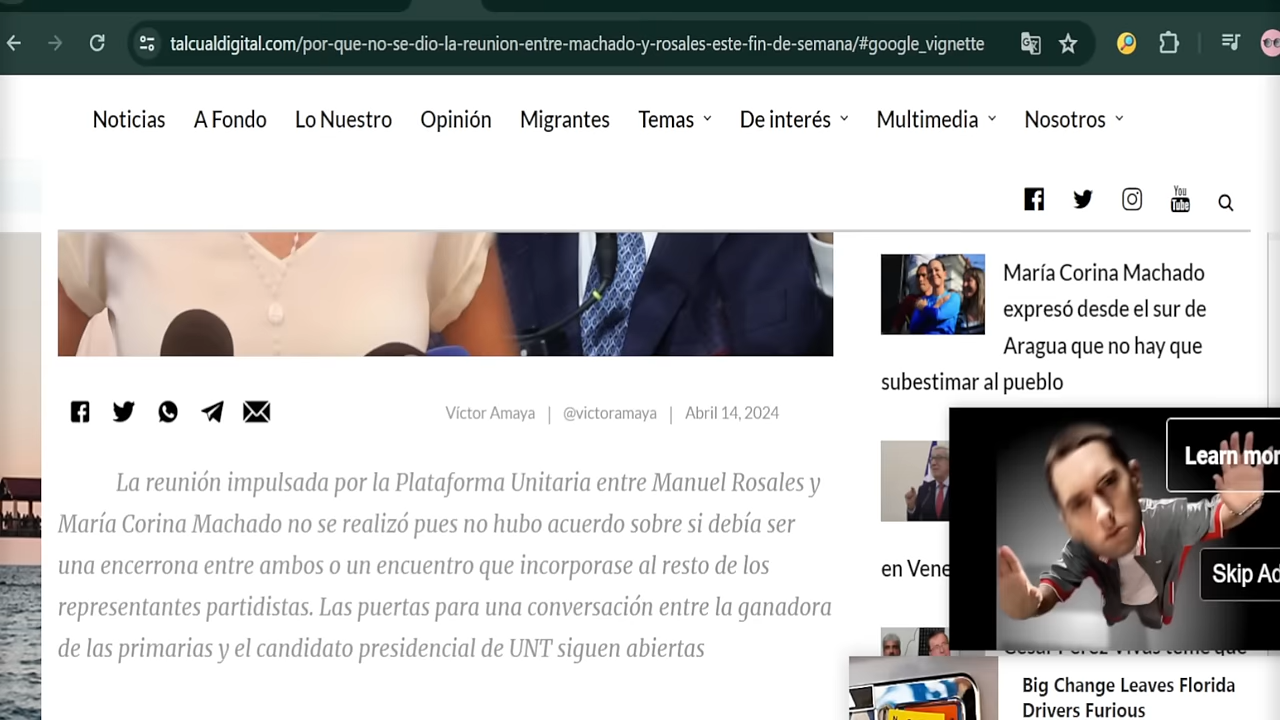 talcualdigital.com/por-que-no-se-dio-la-reunion-entre-machado-y-rosales-este-fin-de-semana/#google_vignette
Noticias A Fondo Lo Nuestro Opinión Migrantes Temas De interés Multimedia Nosotros
You
Tube
Víctor Amaya | @victoramaya | Abril 14, 2024
La reunión impulsada por la Plataforma Unitaria entre Manuel Rosales y
María Corina Machado no se realizó pues no hubo acuerdo sobre si debía ser
una encerrona entre ambos o un encuentro que incorporase al resto de los
representantes partidistas. Las puertas para una conversación entre la ganadora
de las primarias y el candidato presidencial de UNT siguen abiertas
María Corina Machado
expresó desde el sur de
Aragua que no hay que
subestimar al pueblo
en Vene
Learn mor
Skip Ad
Big Change Leaves Florida
Drivers Furious